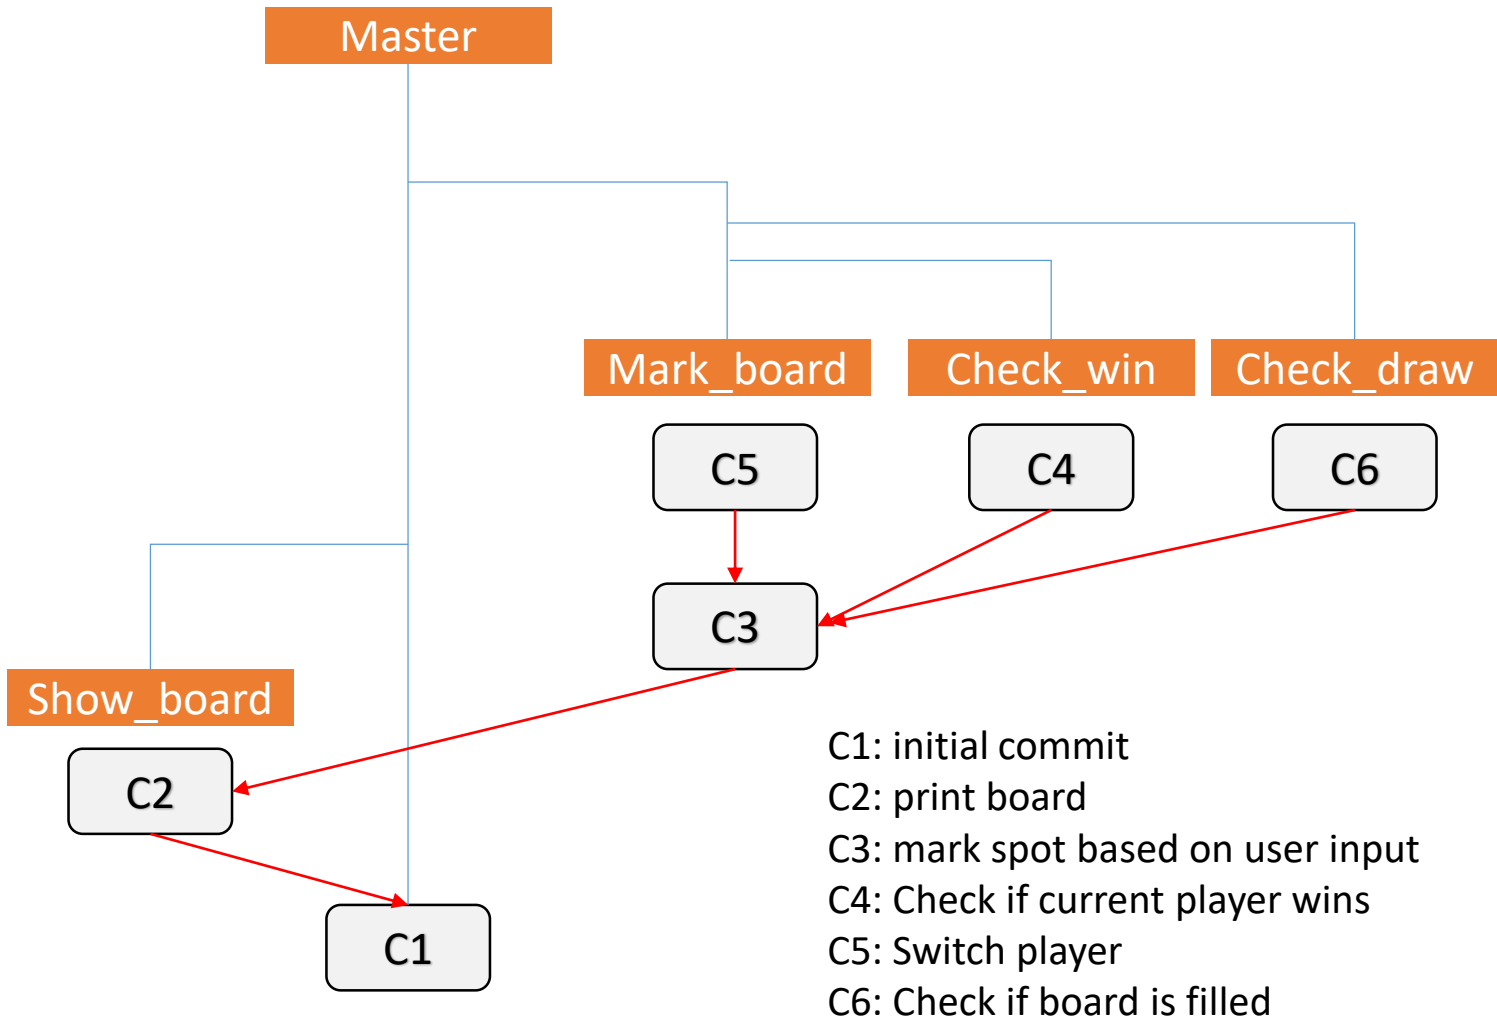 Master
Mark_board
Check_win
Check_draw
C5
C4
C6
C3
Show_board
C2
C1
C1: initial commit
C2: print board
C3: mark spot based on user input
C4: Check if current player wins
C5: Switch player
C6: Check if board is filled